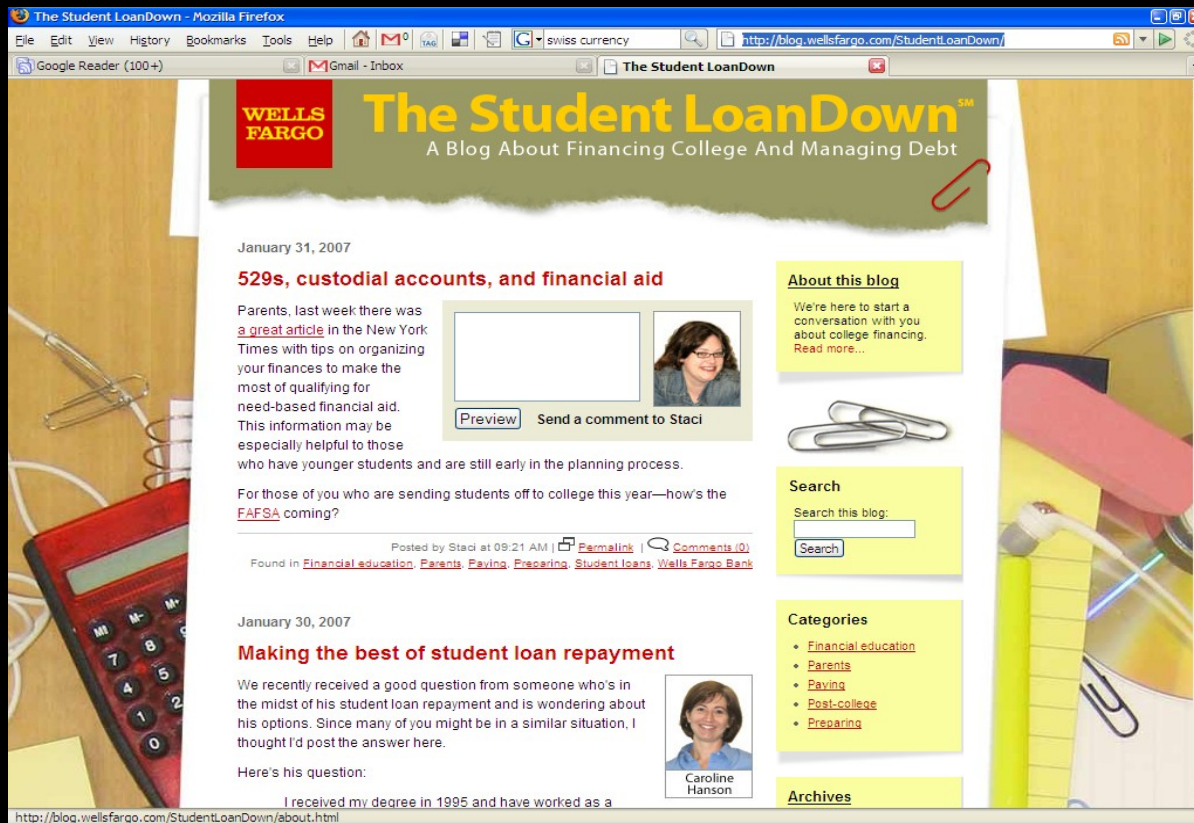 The Student LoanDown - Mozilla Firefox
File Edit View History Bookmarks Tools Help
TAG
G
swiss currency
http://blog.wellsfargo.com/StudentLoanDown/
Google Reader (100+)
Gmail - Inbox
The Student LoanDown
WELLS
FARGO
The Student LoanDown℠
A Blog About Financing College And Managing Debt
January 31, 2007
529s, custodial accounts, and financial aid
Parents, last week there was
a great article in the New York
Times with tips on organizing
your finances to make the
most of qualifying for
need-based financial aid.
This information may be
especially helpful to those
who have younger students and are still early in the planning process.
Preview Send a comment to Staci
For those of you who are sending students off to college this year—how's the
FAFSA coming?
Posted by Staci at 09:21 AM | Permalink | Comments (0)
Found in Financial education, Parents, Paying, Preparing, Student loans, Wells Fargo Bank
January 30, 2007
Making the best of student loan repayment
We recently received a good question from someone who's in
the midst of his student loan repayment and is wondering about
his options. Since many of you might be in a similar situation, I
thought I'd post the answer here.
Caroline
Hanson
Here's his question:
I received my degree in 1995 and have worked as a
About this blog
We're here to start a
conversation with you
about college financing.
Read more...
Search
Search this blog:
Search
Categories
Financial education
Parents
Paying
Post-college
Preparing
Archives
MI M- M+
7 8 9
4 5
1 2
0
http://blog.wellsfargo.com/StudentLoanDown/about.html